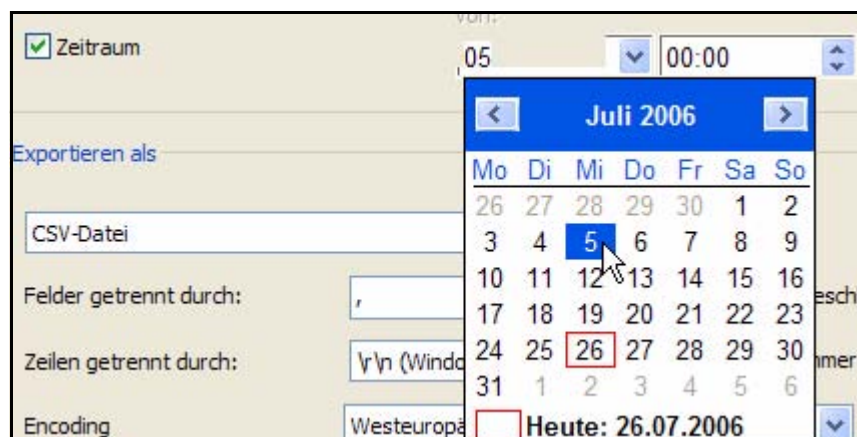 von:
Zeitraum
05
00:00
Juli 2006
Exportieren als
Mo Di Mi Do Fr Sa So
26 27 28 29 30 1 2
CSV-Datei
3 4 5 6 7 8 9
10 11 12 13 14 15 16
Felder getrennt durch:
,
17 18 19 20 21 22 23
24 25 26 27 28 29 30
Zeilen getrennt durch:
\r\n
31 1 2 3 4 5 6
Encoding
Heute: 26.07.2006